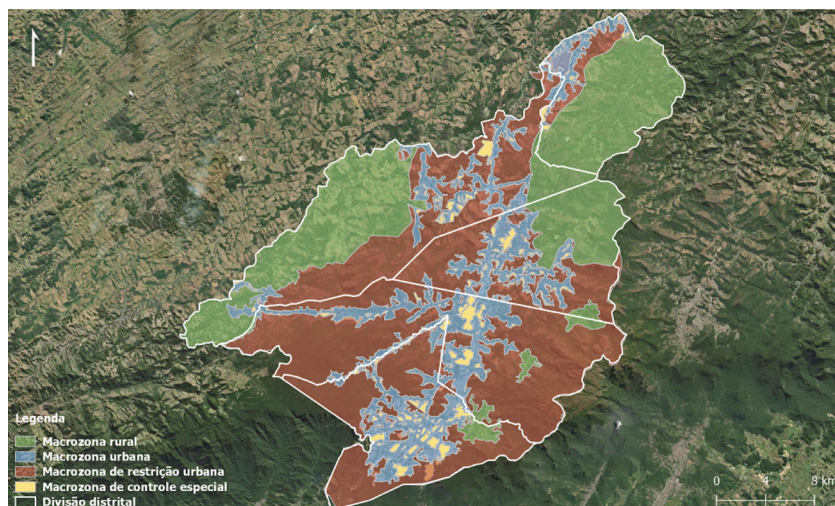 Legenda
Macrozona rural
Macrozona urbana
Macrozona de restrição urbana
Macrozona de controle especial
Divisão distrital
0 4 8 km